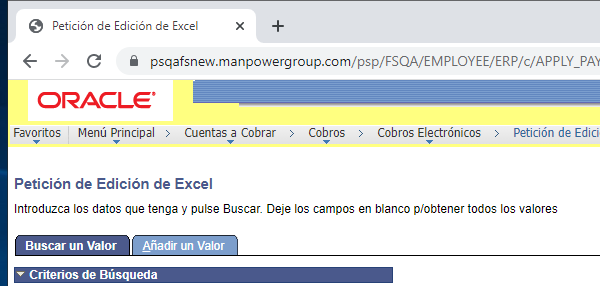 Petición de Edición de Excel
psqafsnew.manpowergroup.com/psp/FSQA/EMPLOYEE/ERP/c/APPLY_PAY
ORACLE
Favoritos Menú Principal > Cuentas a Cobrar > Cobros > Cobros Electrónicos > Petición de Edici
Petición de Edición de Excel
Introduzca los datos que tenga y pulse Buscar. Deje los campos en blanco p/obtener todos los valores
Buscar un Valor Añadir un Valor
Criterios de Búsqueda